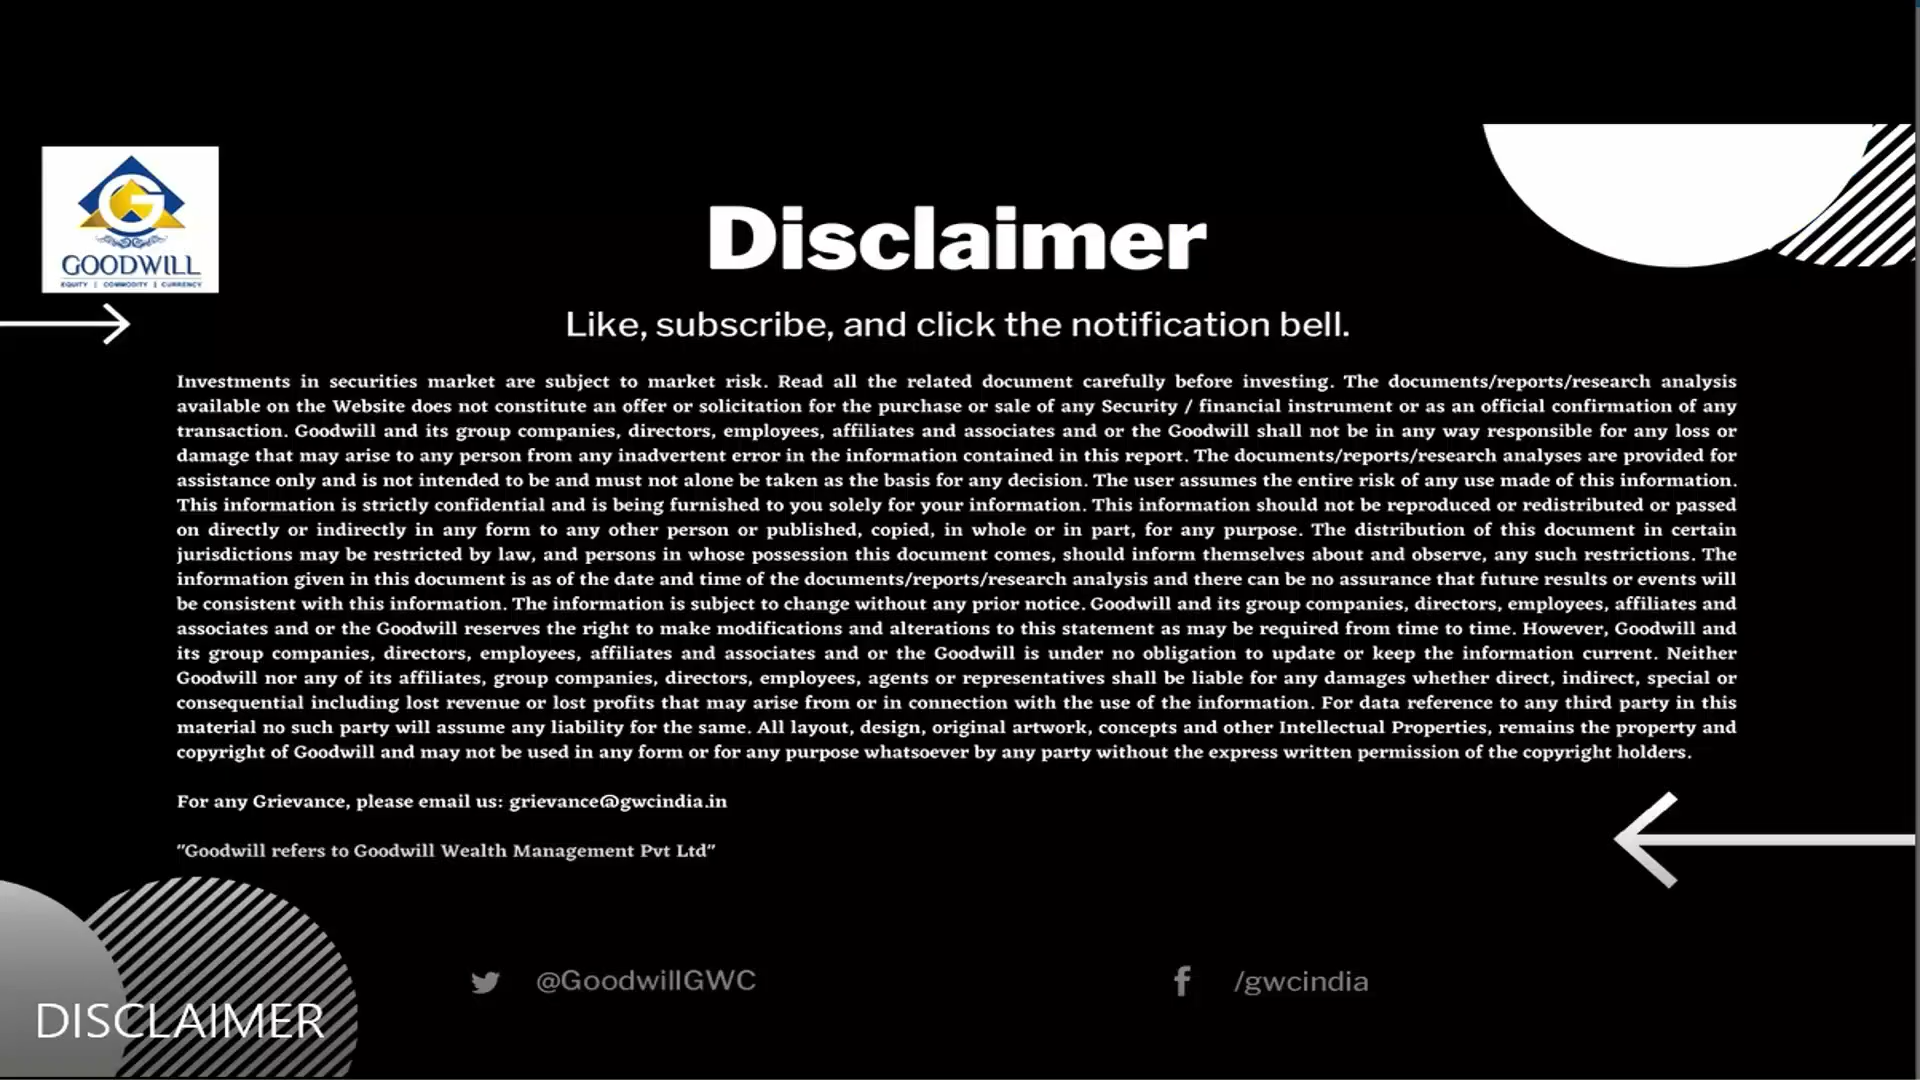 GOODWILL
EQUITY | COMMODITY | CURRENCY
Disclaimer
Like, subscribe, and click the notification bell.
Investments in securities market are subject to market risk. Read all the related document carefully before investing. The documents/reports/research analysis
available on the Website does not constitute an offer or solicitation for the purchase or sale of any Security / financial instrument or as an official confirmation of any
transaction. Goodwill and its group companies, directors, employees, affiliates and associates and or the Goodwill shall not be in any way responsible for any loss or
damage that may arise to any person from any inadvertent error in the information contained in this report. The documents/reports/research analyses are provided for
assistance only and is not intended to be and must not alone be taken as the basis for any decision. The user assumes the entire risk of any use made of this information.
This information is strictly confidential and is being furnished to you solely for your information. This information should not be reproduced or redistributed or passed
on directly or indirectly in any form to any other person or published, copied, in whole or in part, for any purpose. The distribution of this document in certain
jurisdictions may be restricted by law, and persons in whose possession this document comes, should inform themselves about and observe, any such restrictions. The
information given in this document is as of the date and time of the documents/reports/research analysis and there can be no assurance that future results or events will
be consistent with this information. The information is subject to change without any prior notice. Goodwill and its group companies, directors, employees, affiliates and
associates and or the Goodwill reserves the right to make modifications and alterations to this statement as may be required from time to time. However, Goodwill and
its group companies, directors, employees, affiliates and associates and or the Goodwill is under no obligation to update or keep the information current. Neither
Goodwill nor any of its affiliates, group companies, directors, employees, agents or representatives shall be liable for any damages whether direct, indirect, special or
consequential including lost revenue or lost profits that may arise from or in connection with the use of the information. For data reference to any third party in this
material no such party will assume any liability for the same. All layout, design, original artwork, concepts and other Intellectual Properties, remains the property and
copyright of Goodwill and may not be used in any form or for any purpose whatsoever by any party without the express written permission of the copyright holders.
For any Grievance, please email us: grievance@gwcindia.in
"Goodwill refers to Goodwill Wealth Management Pvt Ltd"
@GoodwillGWC
/gwcindia
DISCLAIMER